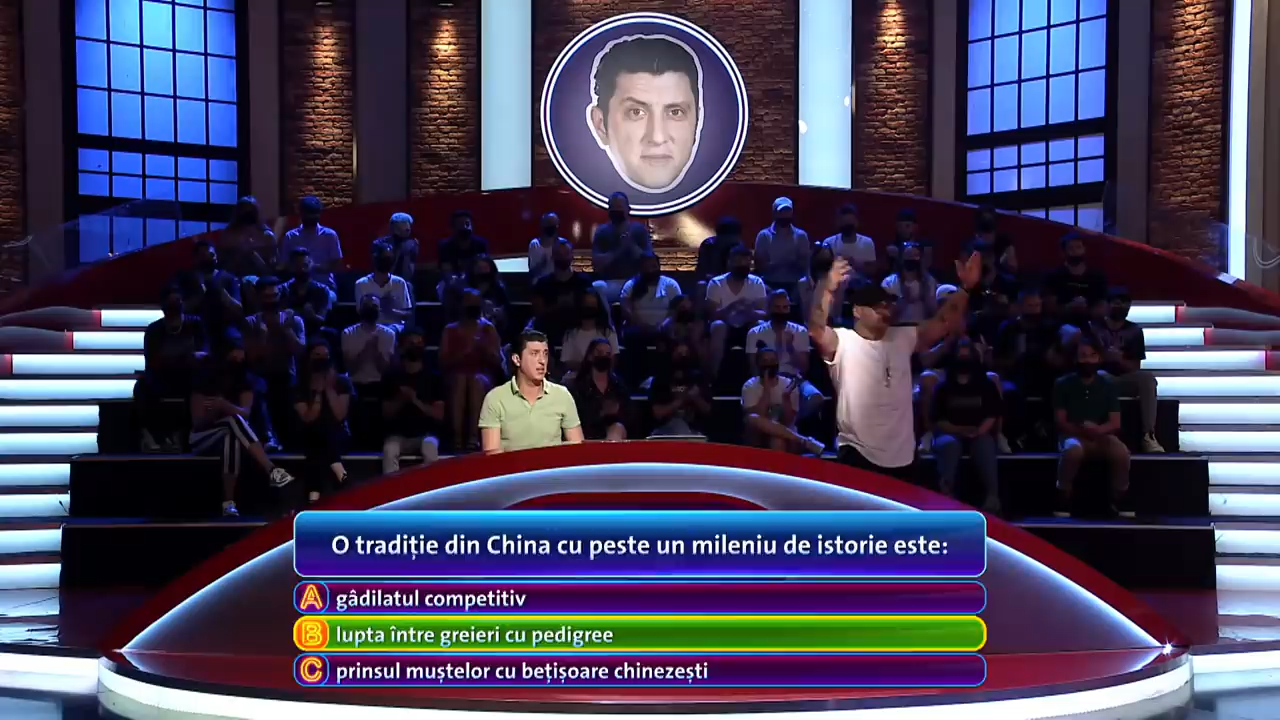 O tradiție din China cu peste un mileniu de istorie este:
A gâdilatul competitiv
B lupta între greieri cu pedigree
C prinsul muștelor cu bețișoare chinezești